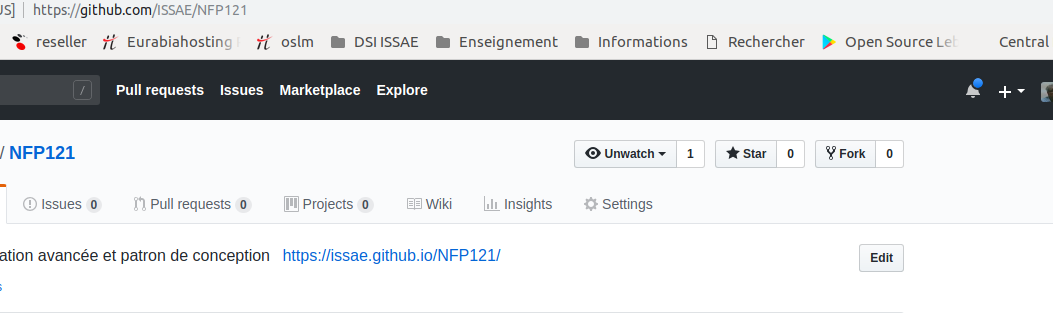 US] https://github.com/ISSAE/NFP121
reseller Eurabiahosting oslm DSI ISSAE Enseignement Informations Rechercher Open Source Leb Central
/ Pull requests Issues Marketplace Explore
/ NFP121 Unwatch 1 Star 0 Fork 0
Issues 0 Pull requests 0 Projects 0 Wiki Insights Settings
ation avancée et patron de conception https://issae.github.io/NFP121/ Edit
s